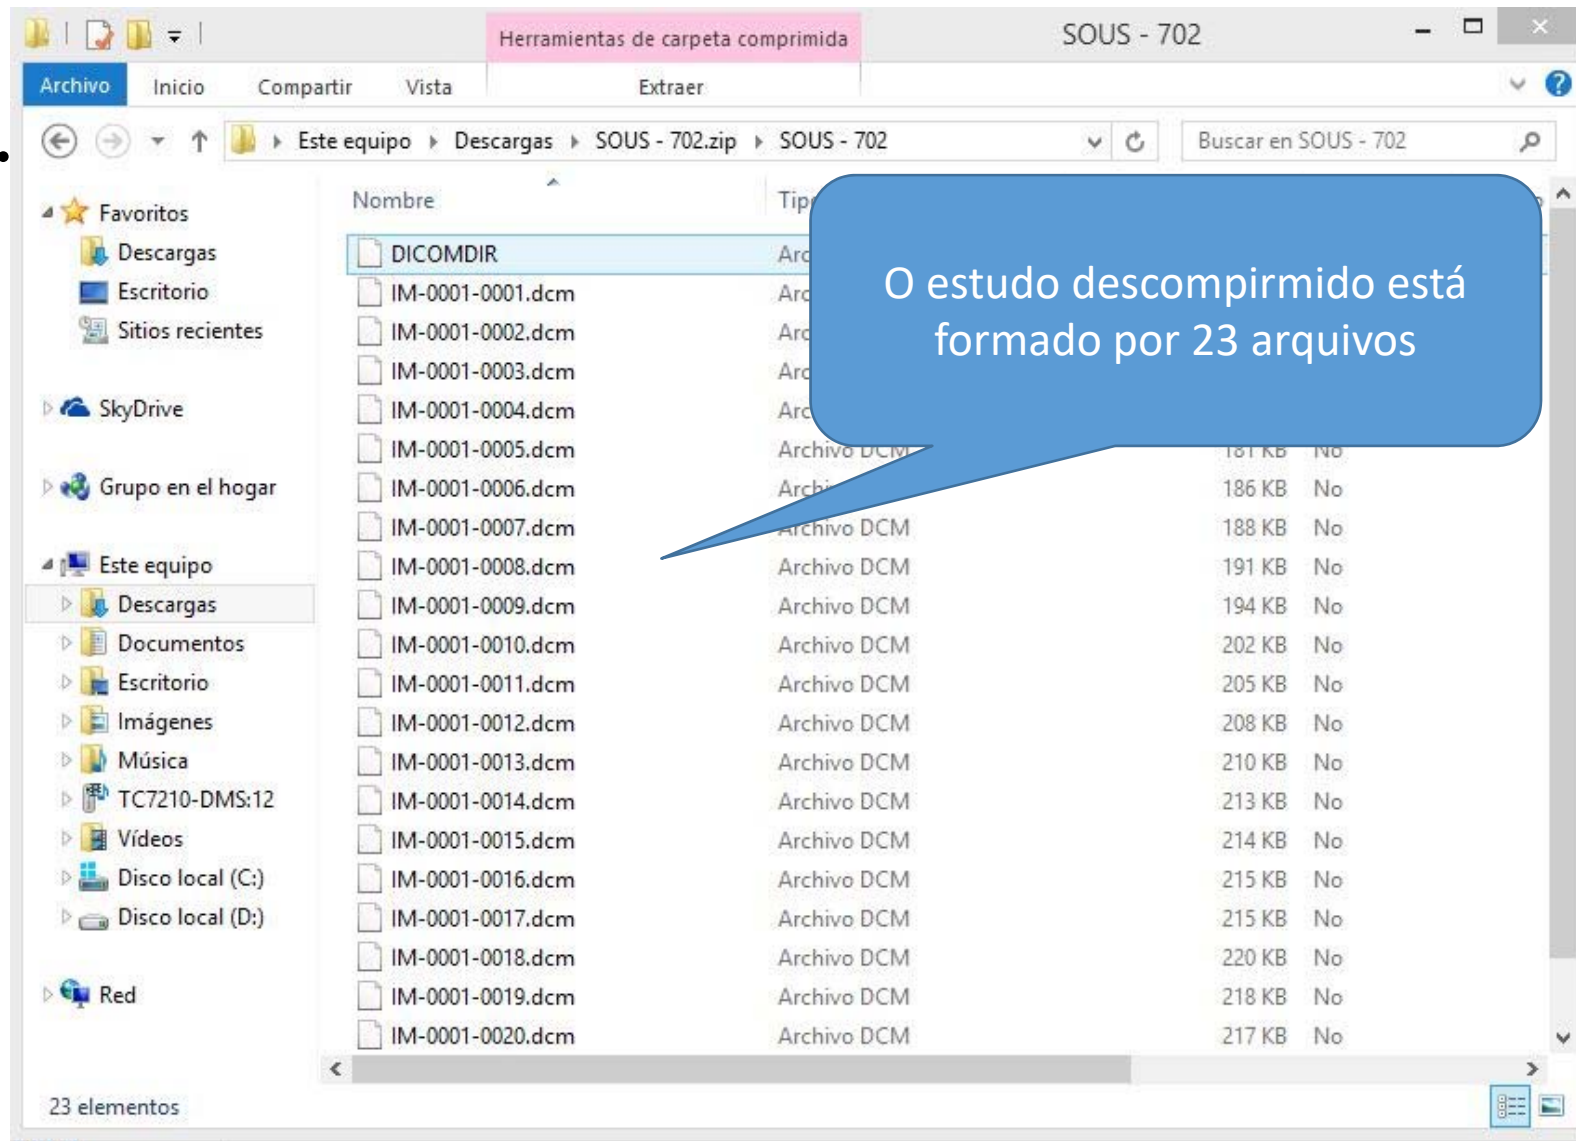 Herramientas de carpeta comprimida
SOUS - 702
Archivo Inicio Compartir Vista Extraer
Este equipo Descargas SOUS - 702.zip SOUS - 702
Buscar en SOUS - 702
Favoritos
Descargas
Escritorio
Sitios recientes
SkyDrive
Grupo en el hogar
Este equipo
Descargas
Documentos
Escritorio
Imágenes
Música
TC7210-DMS:12
Vídeos
Disco local (C:)
Disco local (D:)
Red
Nombre
DICOMDIR
IM-0001-0001.dcm
IM-0001-0002.dcm
IM-0001-0003.dcm
IM-0001-0004.dcm
IM-0001-0005.dcm Archivo DCM 181 KB No
IM-0001-0006.dcm 186 KB No
IM-0001-0007.dcm Archivo DCM 188 KB No
IM-0001-0008.dcm Archivo DCM 191 KB No
IM-0001-0009.dcm Archivo DCM 194 KB No
IM-0001-0010.dcm Archivo DCM 202 KB No
IM-0001-0011.dcm Archivo DCM 205 KB No
IM-0001-0012.dcm Archivo DCM 208 KB No
IM-0001-0013.dcm Archivo DCM 210 KB No
IM-0001-0014.dcm Archivo DCM 213 KB No
IM-0001-0015.dcm Archivo DCM 214 KB No
IM-0001-0016.dcm Archivo DCM 215 KB No
IM-0001-0017.dcm Archivo DCM 215 KB No
IM-0001-0018.dcm Archivo DCM 220 KB No
IM-0001-0019.dcm Archivo DCM 218 KB No
IM-0001-0020.dcm Archivo DCM 217 KB No
O estudo descompirmido está
formado por 23 arquivos
23 elementos